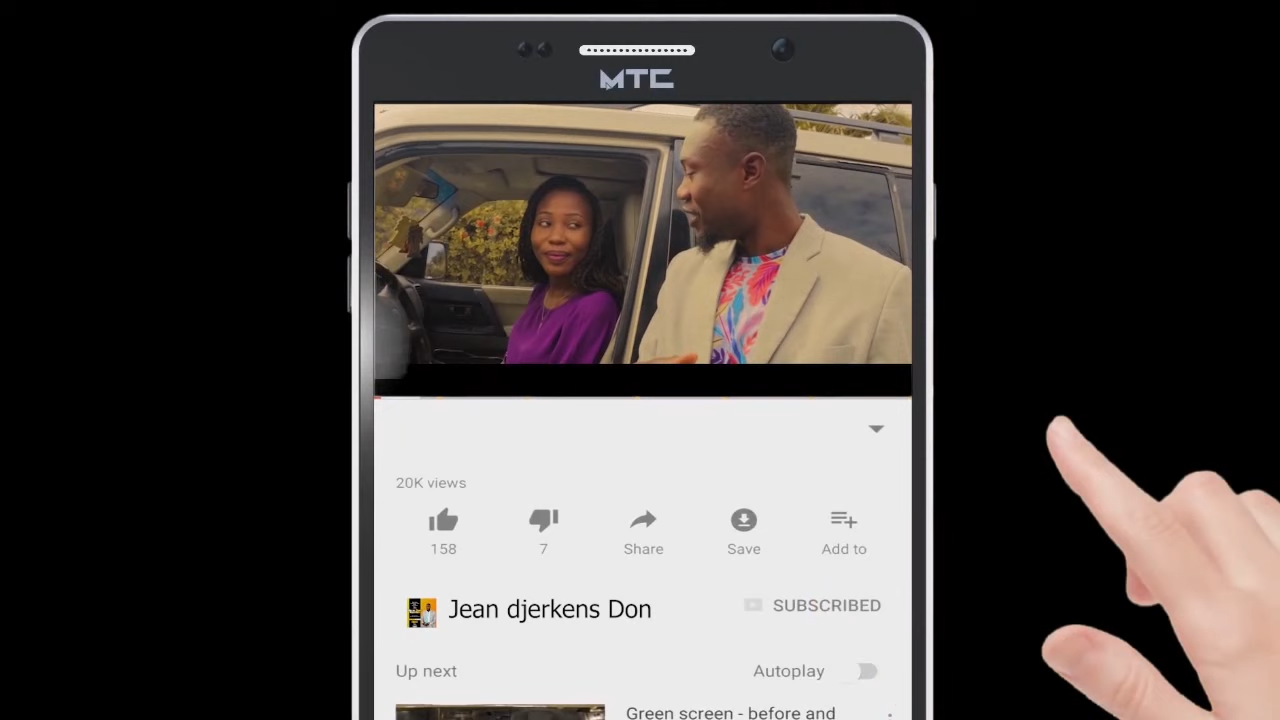 MTC
20K views
158
7
Share
Save
Add to
Jean djerkens Don
SUBSCRIBED
Up next
Autoplay
Green screen - before and